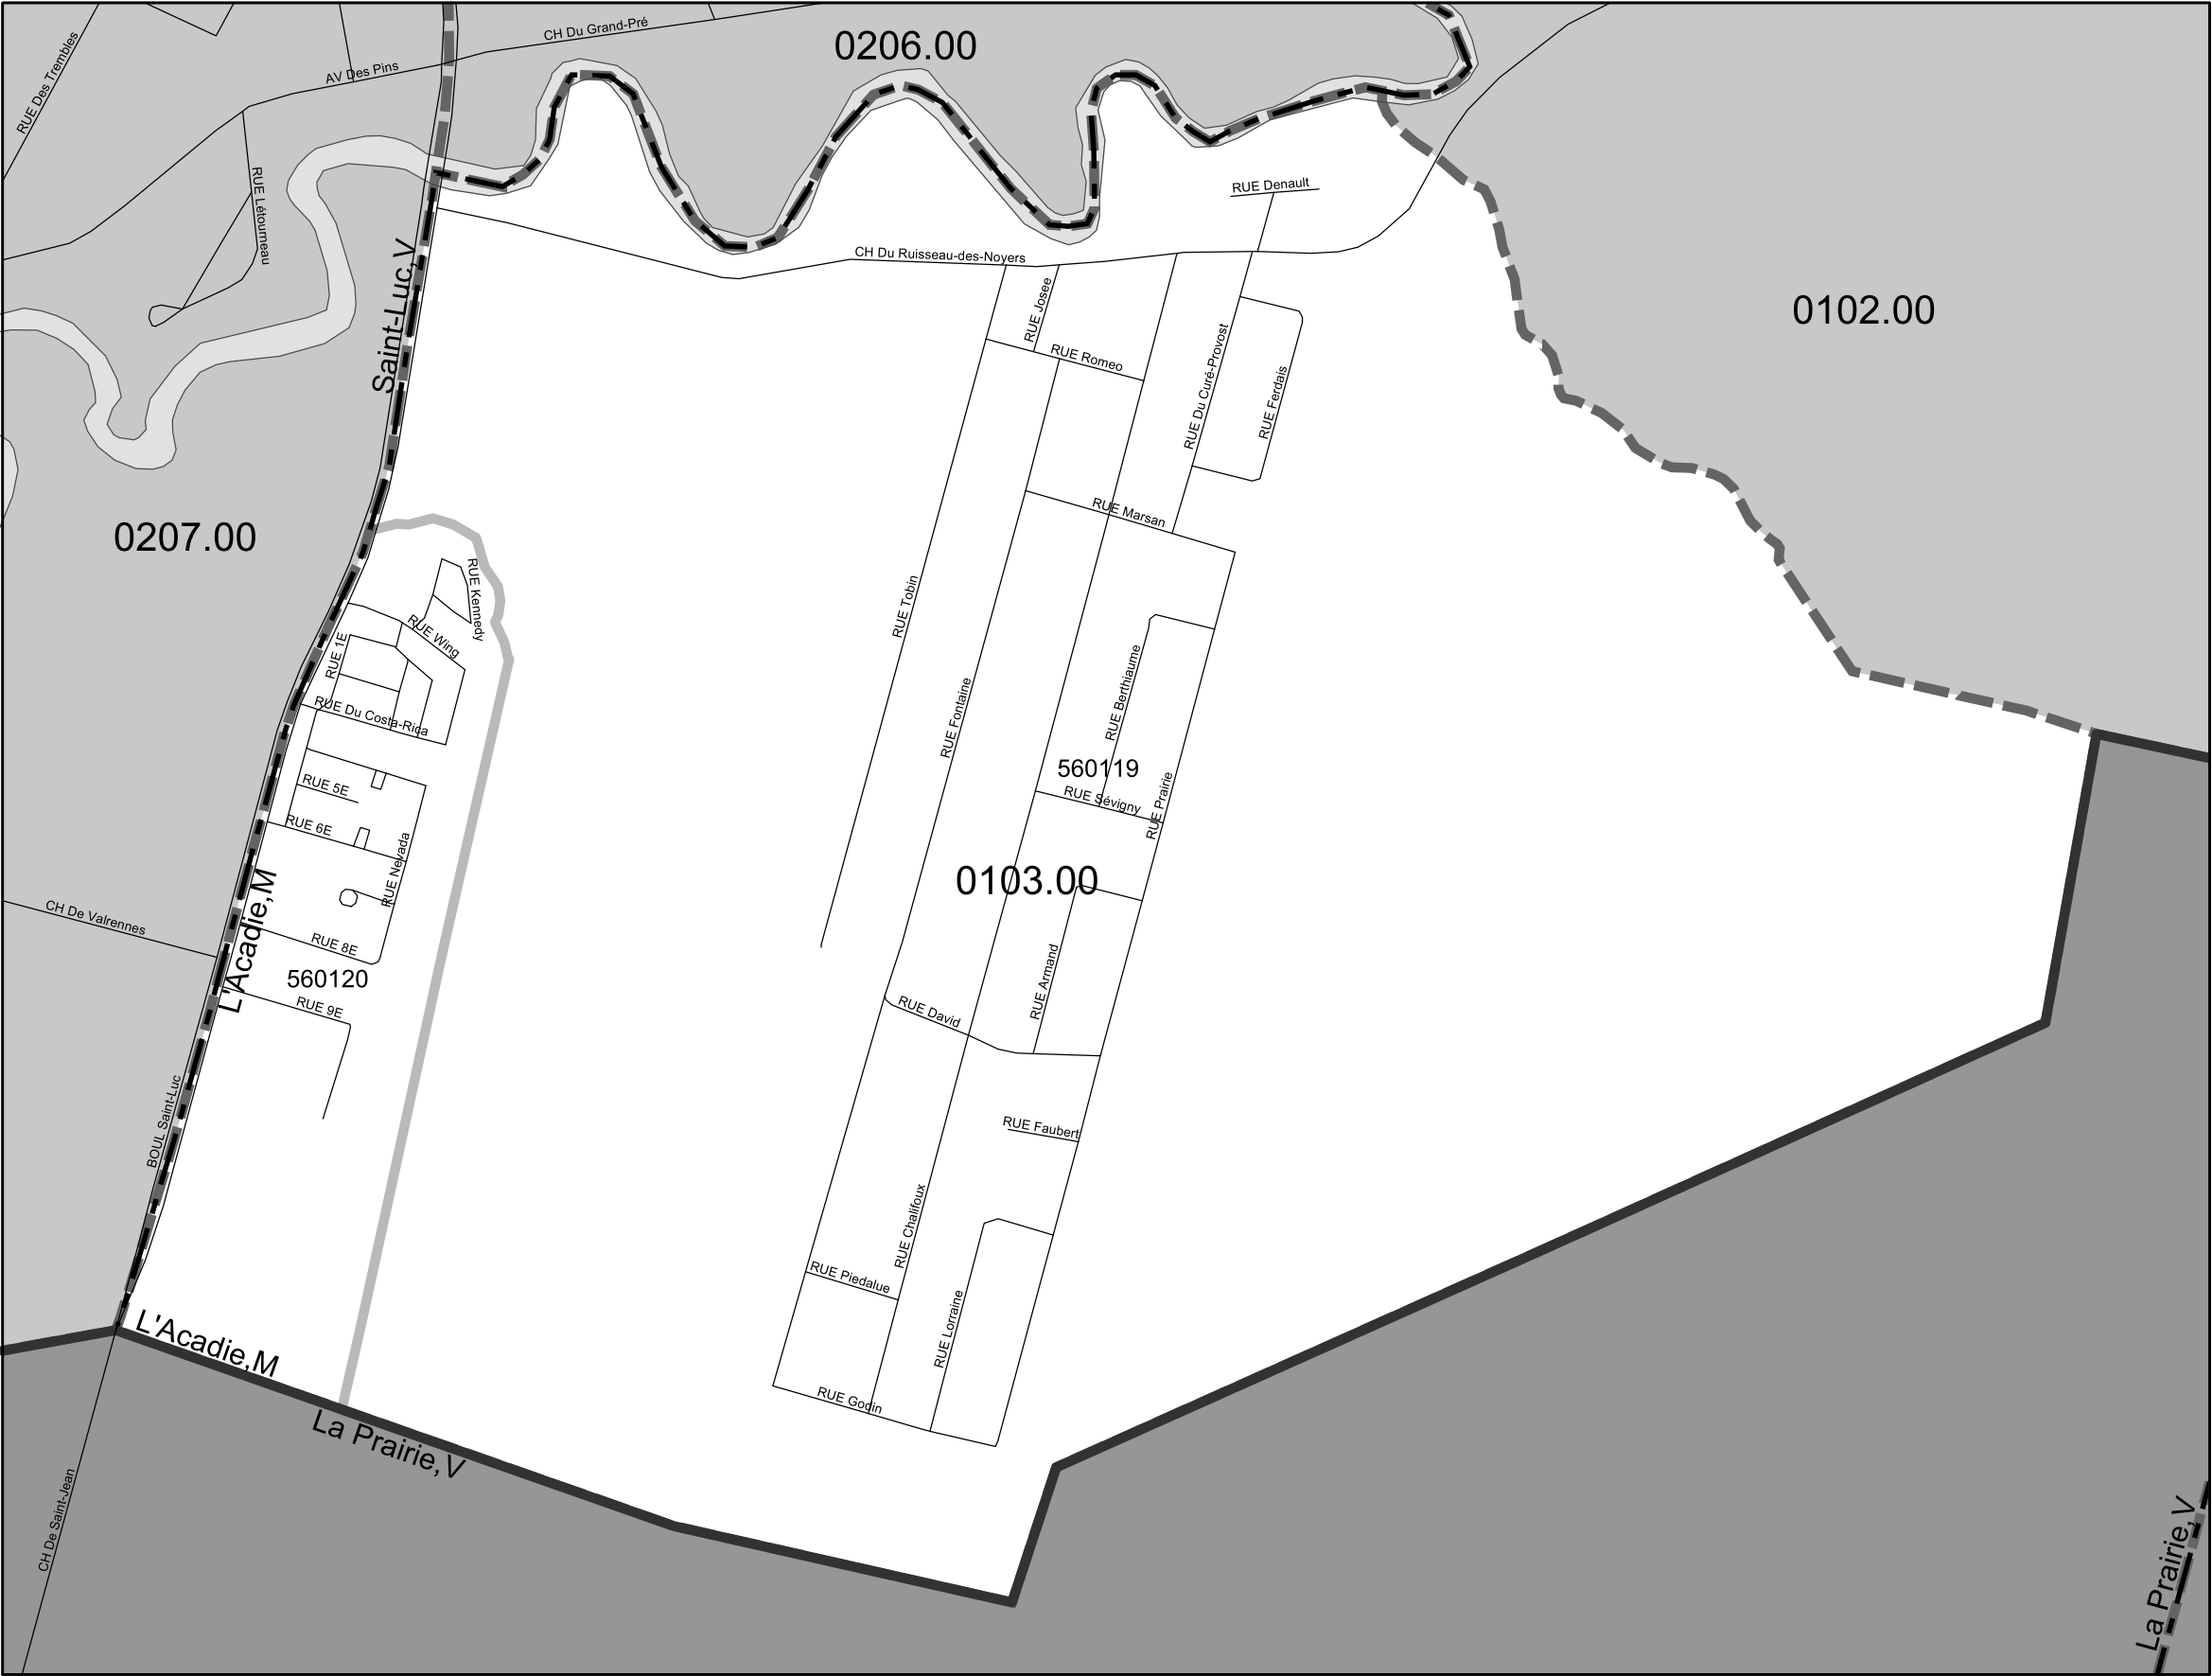 CH Du Grand-Pré
0206.00
RUE Des Trembles
AV Des Pins
RUE Létourneau
RUE Denault
CH Du Ruisseau-des-Noyers
Saint-Luc,V
0102.00
RUE Josee
RUE Romeo
RUE Du Curé-Provost
RUE Ferdais
RUE Marsan
0207.00
RUE Kennedy
RUE Wing
RUE 1E
RUE Tobin
RUE Fontaine
RUE Berthiaume
RUE Du Costa-Rica
560119
RUE Sévigny
RUE Prairie
RUE 5E
RUE 6E
RUE Nevada
0103.00
L'Acadie,M
CH De Valrennes
RUE 8E
560120
RUE 9E
RUE Armand
RUE David
BOUL Saint-Luc
RUE Faubert
RUE Chalifoux
RUE Piedalue
RUE Lorraine
L'Acadie,M
RUE Godin
La Prairie,V
CH De Saint-Jean
La Prairie,V